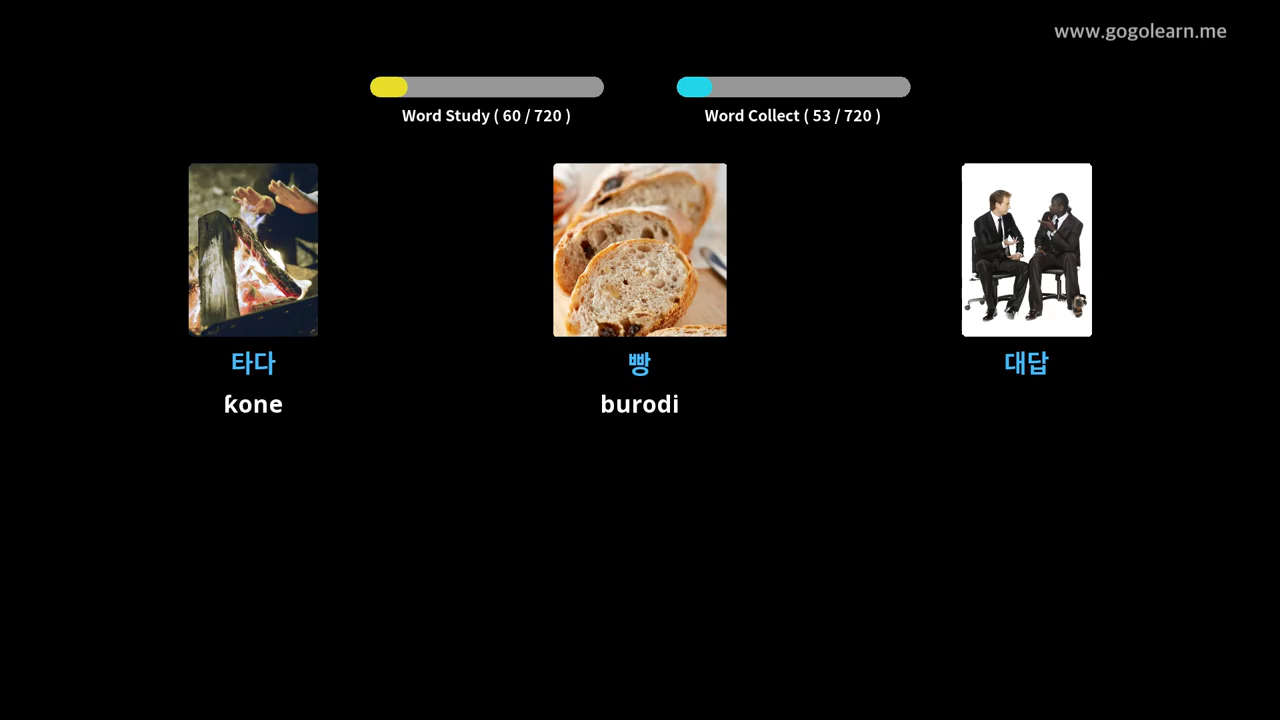 www.gogolearn.me
Word Study ( 60 / 720 )
Word Collect ( 53 / 720 )
타다
빵
대답
ƙone
burodi